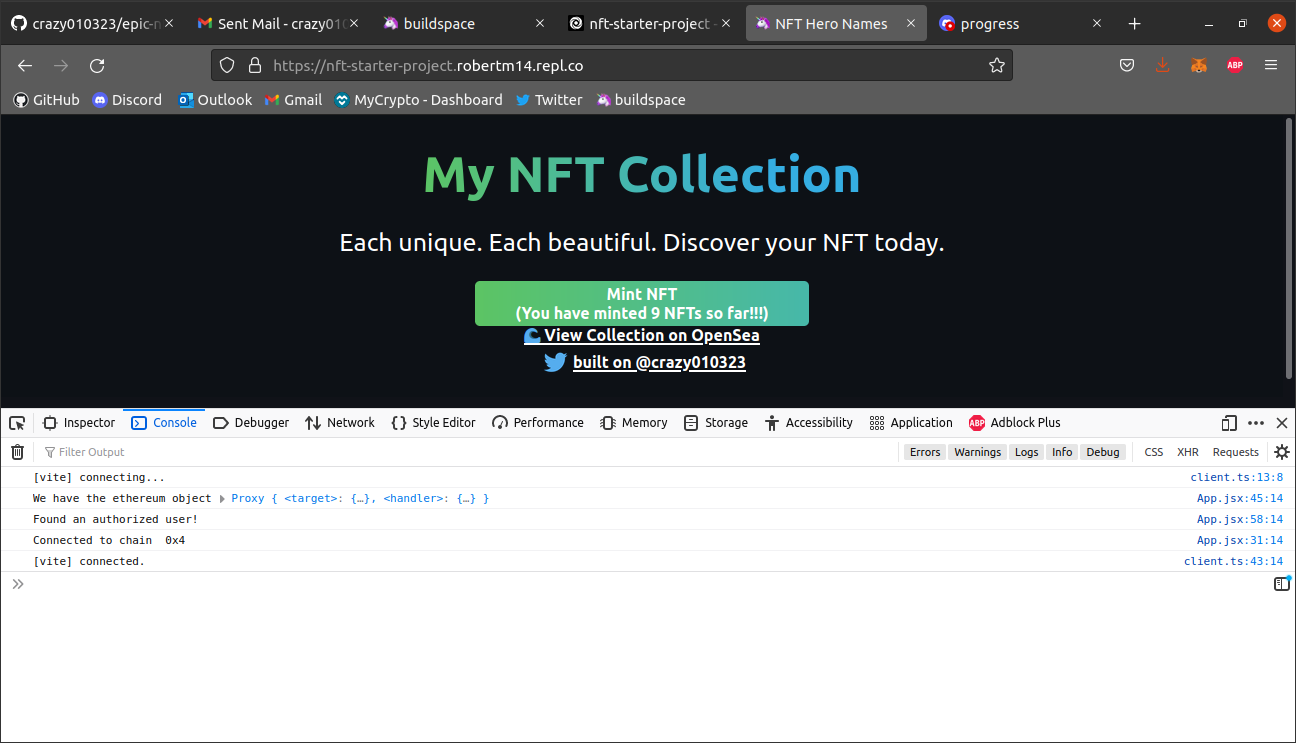 crazy010323/epic-n
Sent Mail - crazy010
buildspace
nft-starter-project -
NFT Hero Names
progress
https://nft-starter-project.robertm14.repl.co
ABP
GitHub
Discord
Outlook
Gmail
MyCrypto - Dashboard
Twitter
buildspace
My NFT Collection
Each unique. Each beautiful. Discover your NFT today.
Mint NFT
(You have minted 9 NFTs so far!!!)
View Collection on OpenSea
built on @crazy010323
Inspector
Console
Debugger
Network
Style Editor
Performance
Memory
Storage
Accessibility
Application
ABP
Adblock Plus
Filter Output
Errors
Warnings
Logs
Info
Debug
CSS
XHR
Requests
[vite] connecting...
client.ts:13:8
We have the ethereum object Proxy { <target>: {…}, <handler>: {…} }
App.jsx:45:14
Found an authorized user!
App.jsx:58:14
Connected to chain  0x4
App.jsx:31:14
[vite] connected.
client.ts:43:14